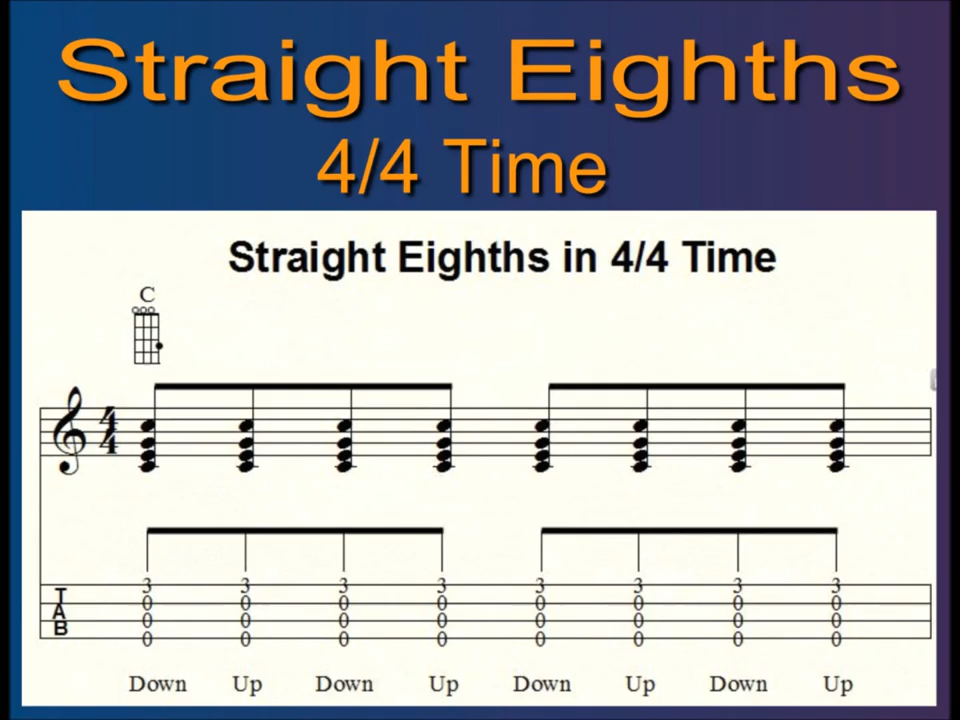 Straight Eighths
4/4 Time
Straight Eighths in 4/4 Time
C
4
4
T
A
B
3 3 3 3 3 3 3 3
0 0 0 0 0 0 0 0
0 0 0 0 0 0 0 0
0 0 0 0 0 0 0 0
Down Up Down Up Down Up Down Up